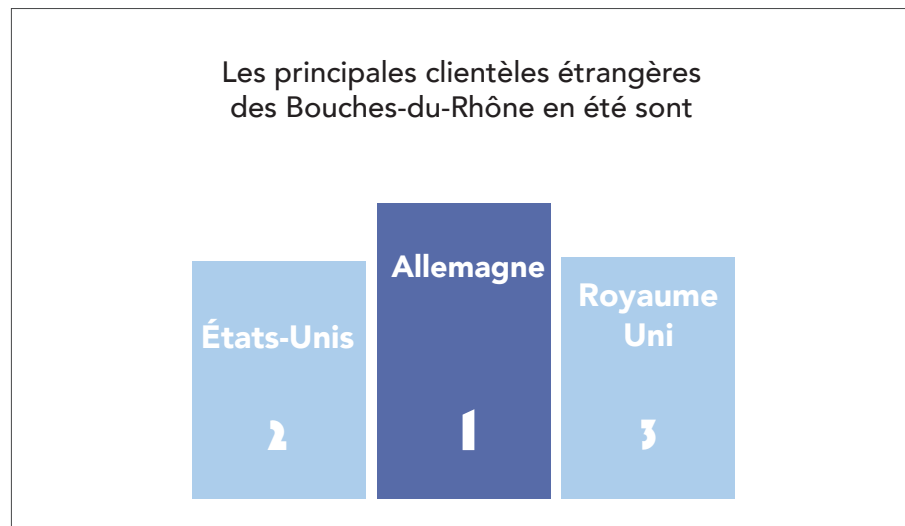 Les principales clientèles étrangères
des Bouches-du-Rhône en été sont
Allemagne
États-Unis
Royaume
Uni
2
1
3